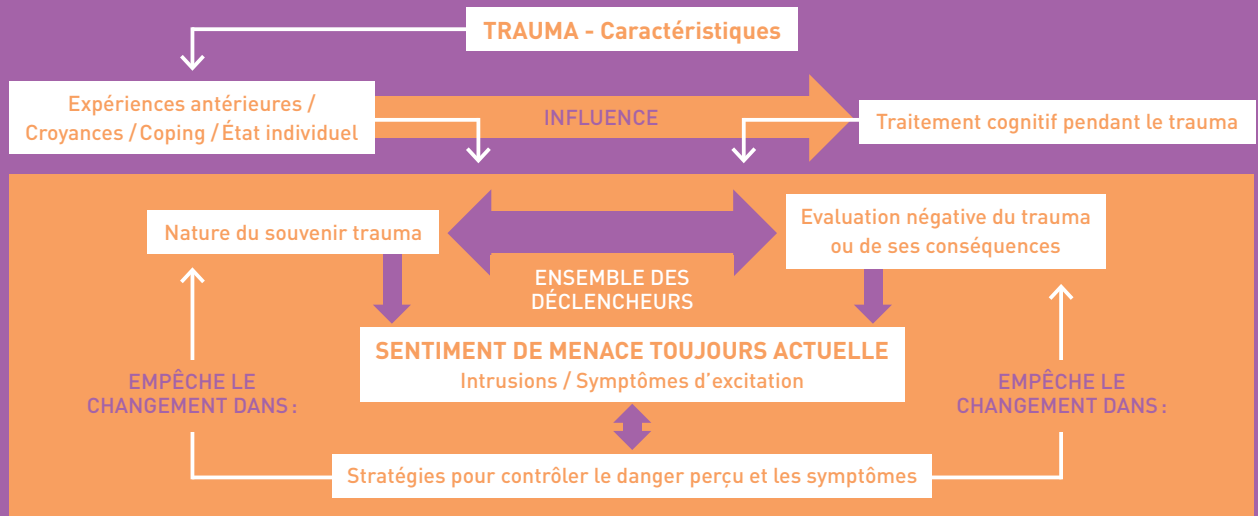 TRAUMA - Caractéristiques
Expériences antérieures /
Croyances / Coping / État individuel
INFLUENCE
Traitement cognitif pendant le trauma
Nature du souvenir trauma
Evaluation négative du trauma
ou de ses conséquences
ENSEMBLE DES
DÉCLENCHEURS
SENTIMENT DE MENACE TOUJOURS ACTUELLE
Intrusions / Symptômes d'excitation
EMPÊCHE LE
CHANGEMENT DANS :
EMPÊCHE LE
CHANGEMENT DANS :
Stratégies pour contrôler le danger perçu et les symptômes